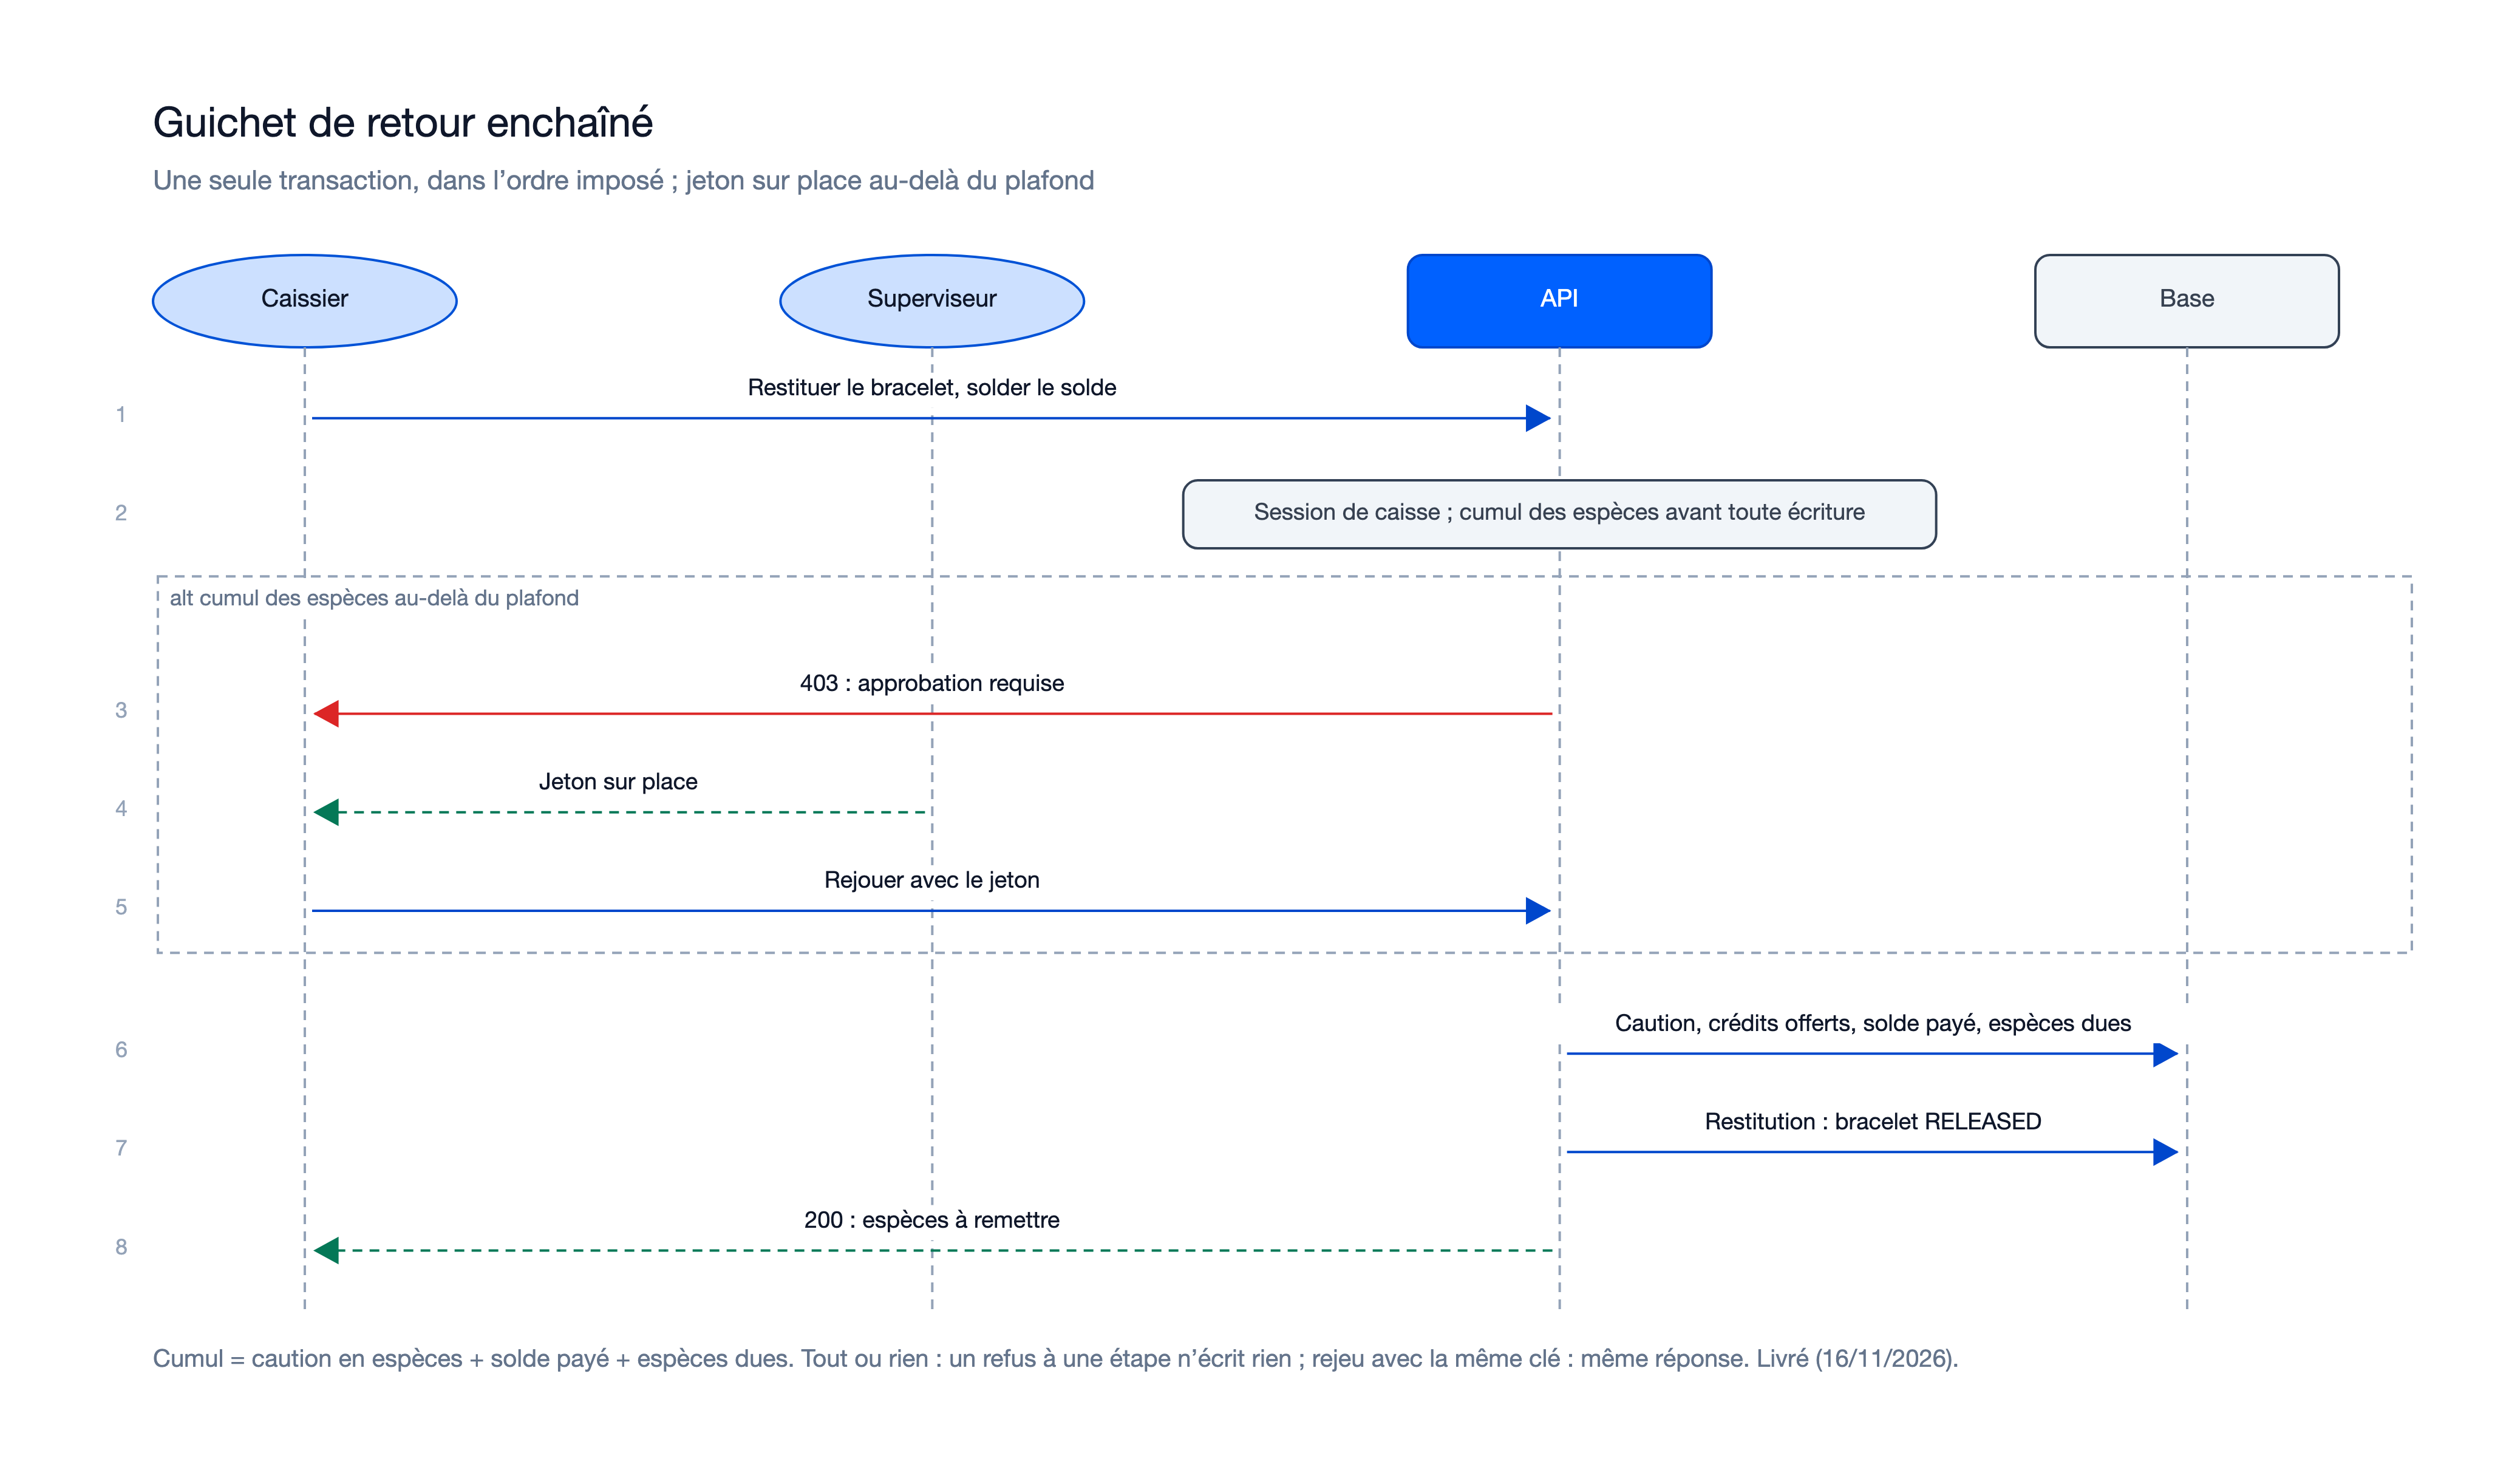 Guichet de retour enchaîné
Une seule transaction, dans l’ordre imposé ; jeton sur place au-delà du plafond
Caissier
Superviseur
API
Base
Restituer le bracelet, solder le solde
1
Session de caisse ; cumul des espèces avant toute écriture
2
alt cumul des espèces au-delà du plafond
403 : approbation requise
3
Jeton sur place
4
Rejouer avec le jeton
5
Caution, crédits offerts, solde payé, espèces dues
6
Restitution : bracelet RELEASED
7
200 : espèces à remettre
8
Cumul = caution en espèces + solde payé + espèces dues. Tout ou rien : un refus à une étape n’écrit rien ; rejeu avec la même clé : même réponse. Livré (16/11/2026).